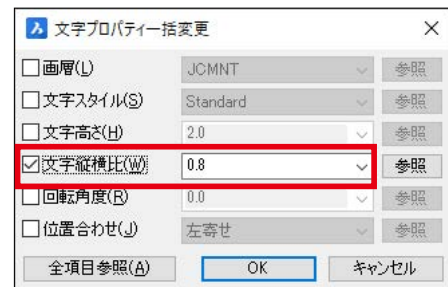 文字プロパティー括変更
画層(L) JCMNT 参照
文字スタイル(S) Standard 参照
文字高さ(H) 2.0 参照
文字縦横比(W) 0.8 参照
回転角度(R) 0.0 参照
位置合わせ(J) 左寄せ 参照
全項目参照(A) OK キャンセル